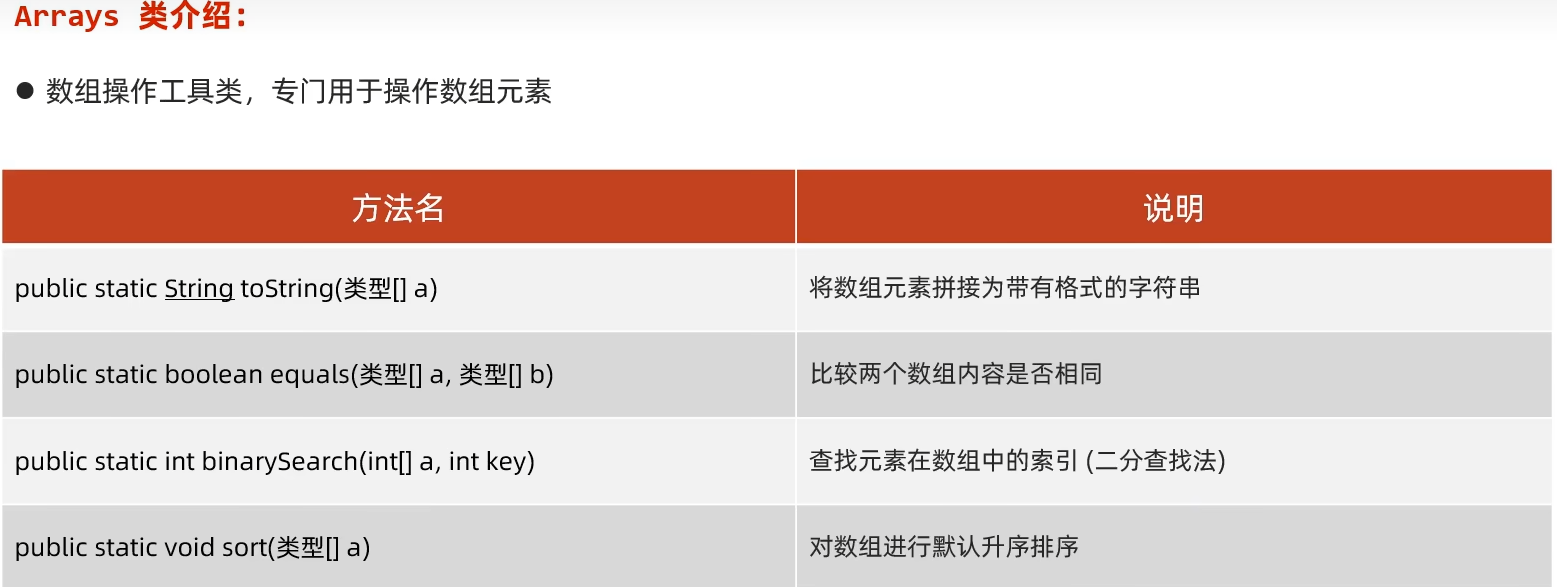 Arrays 类介绍：
● 数组操作工具类，专门用于操作数组元素
方法名 说明
public static String toString(类型[] a) 将数组元素拼接为带有格式的字符串
public static boolean equals(类型[] a, 类型[] b) 比较两个数组内容是否相同
public static int binarySearch(int[] a, int key) 查找元素在数组中的索引 (二分查找法)
public static void sort(类型[] a) 对数组进行默认升序排序